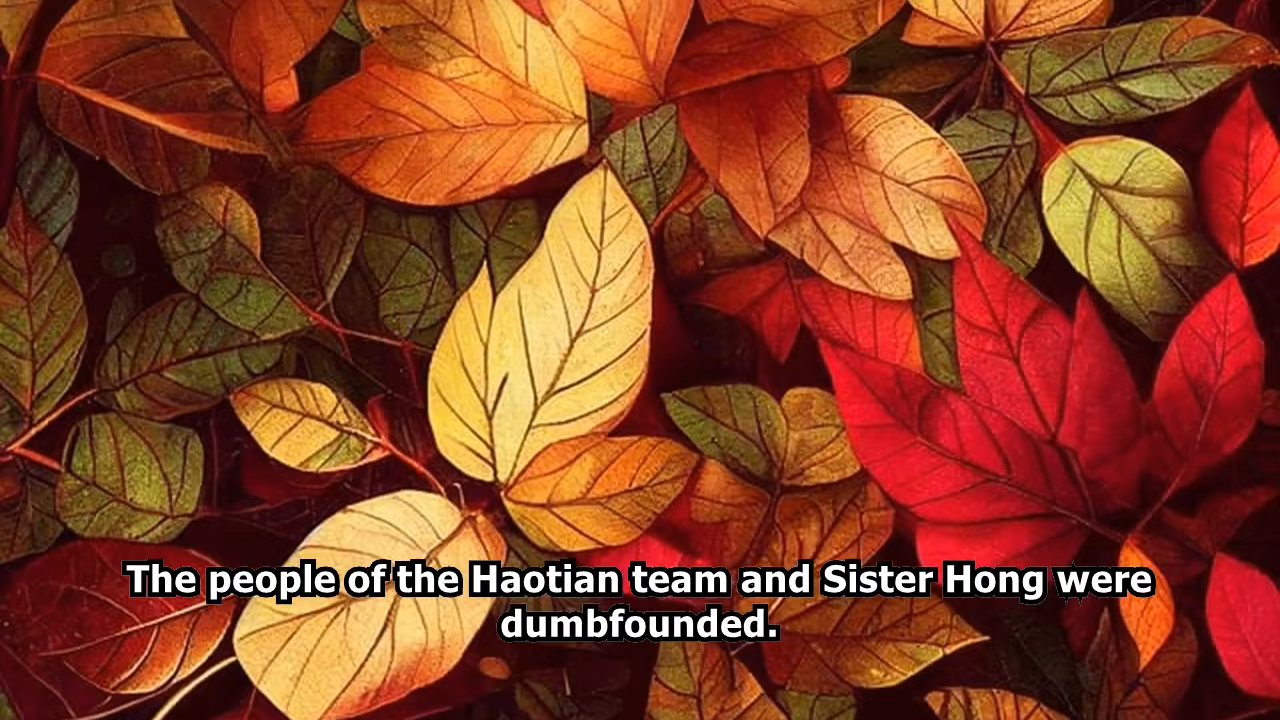 The people of the Haotian team and Sister Hong were
dumbfounded.